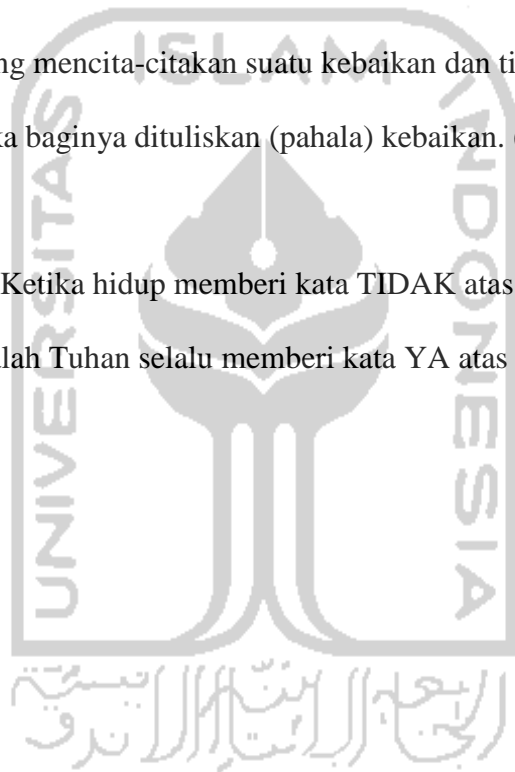 ng mencita-citakan suatu kebaikan dan ti
ka baginya dituliskan (pahala) kebaikan. (
Ketika hidup memberi kata TIDAK atas
lah Tuhan selalu memberi kata YA atas
ISLAM
UNIVERSITAS
INDONESIA